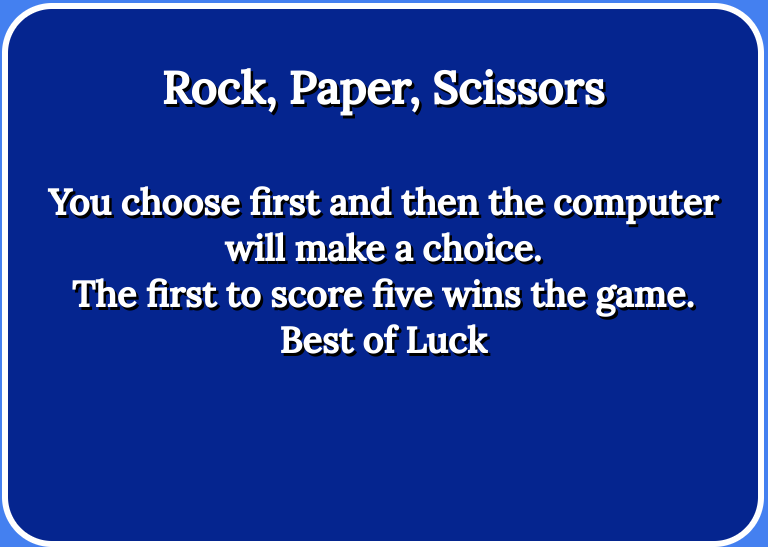 Rock, Paper, Scissors
You choose first and then the computer
will make a choice.
The first to score five wins the game.
Best of Luck